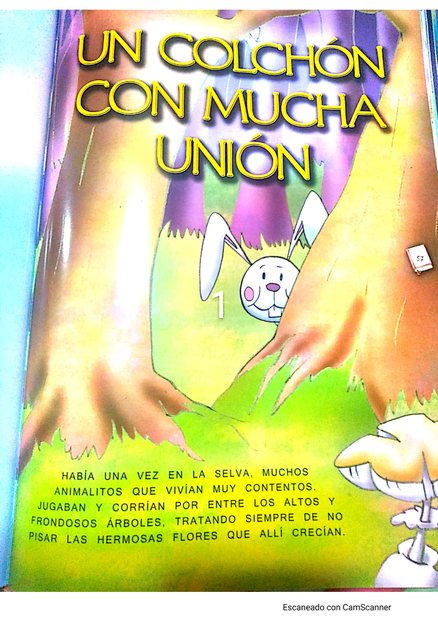 UN COLCHÓN
CON MUCHA
UNIÓN
57
1
HABÍA UNA VEZ EN LA SELVA, MUCHOS
ANIMALITOS QUE VIVÍAN MUY CONTENTOS.
JUGABAN Y CORRÍAN POR ENTRE LOS ALTOS Y
FRONDOSOS ÁRBOLES, TRATANDO SIEMPRE DE NO
PISAR LAS HERMOSAS FLORES QUE ALLÍ CRECÍAN.
Escaneado con CamScanner